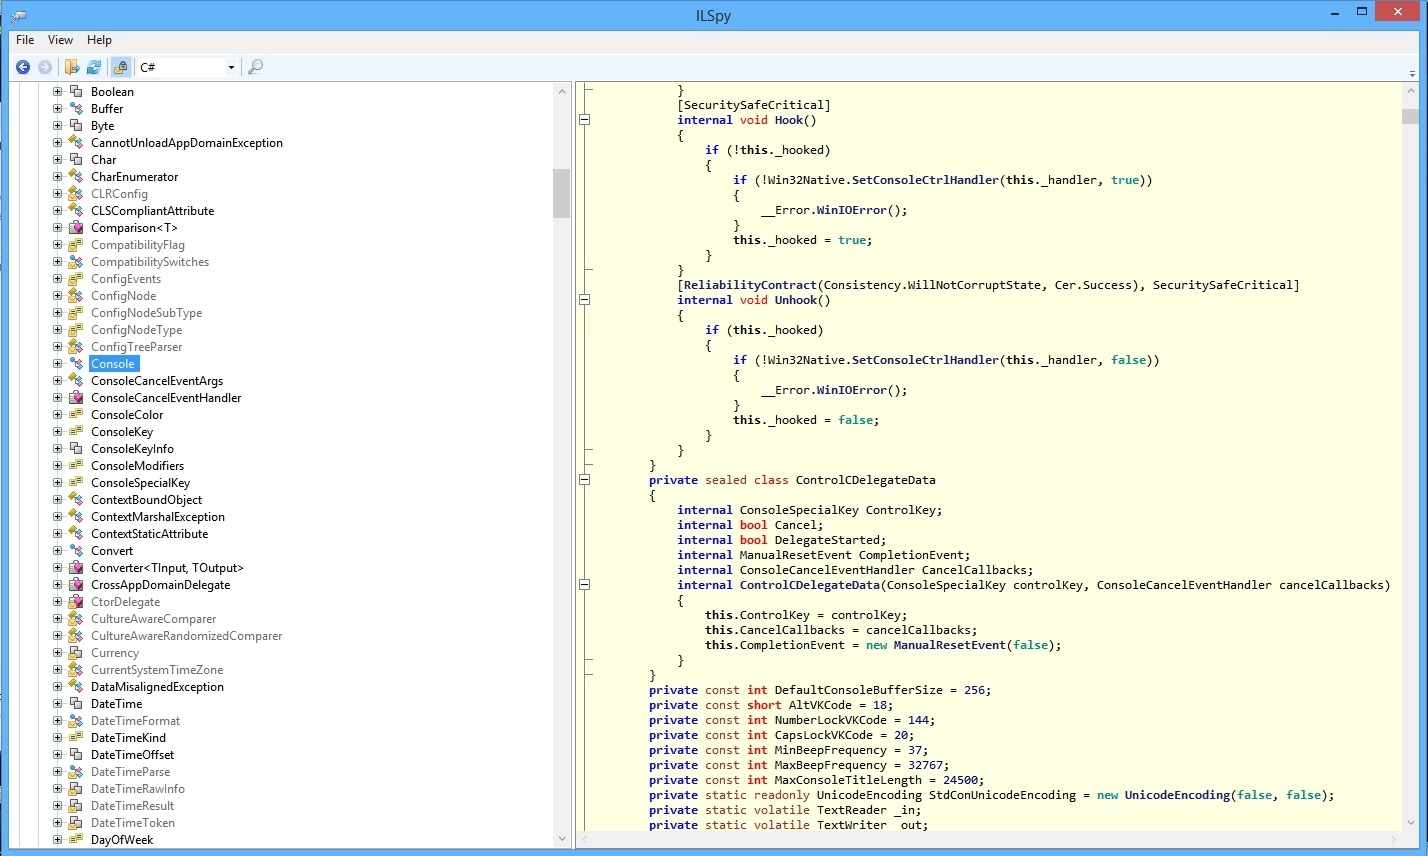 ILSpy
File View Help
C#
Boolean
Buffer
Byte
CannotUnloadAppDomainException
Char
CharEnumerator
CLRConfig
CLSCompliantAttribute
Comparison<T>
CompatibilityFlag
CompatibilitySwitches
ConfigEvents
ConfigNode
ConfigNodeSubType
ConfigNodeType
ConfigTreeParser
Console
ConsoleCancelEventArgs
ConsoleCancelEventHandler
ConsoleColor
ConsoleKey
ConsoleKeyInfo
ConsoleModifiers
ConsoleSpecialKey
ContextBoundObject
ContextMarshalException
ContextStaticAttribute
Convert
Converter<TInput, TOutput>
CrossAppDomainDelegate
CtorDelegate
CultureAwareComparer
CultureAwareRandomizedComparer
Currency
CurrentSystemTimeZone
DataMisalignedException
DateTime
DateTimeFormat
DateTimeKind
DateTimeOffset
DateTimeParse
DateTimeRawInfo
DateTimeResult
DateTimeToken
DayOfWeek
}
[SecuritySafeCritical]
internal void Hook()
{
if (!this._hooked)
{
if (!Win32Native.SetConsoleCtrlHandler(this._handler, true))
{
__Error.WinIOError();
}
this._hooked = true;
}
}
[ReliabilityContract(Consistency.WillNotCorruptState, Cer.Success), SecuritySafeCritical]
internal void Unhook()
{
if (this._hooked)
{
if (!Win32Native.SetConsoleCtrlHandler(this._handler, false))
{
__Error.WinIOError();
}
this._hooked = false;
}
}
}
private sealed class ControlCDelegateData
{
internal ConsoleSpecialKey ControlKey;
internal bool Cancel;
internal bool DelegateStarted;
internal ManualResetEvent CompletionEvent;
internal ConsoleCancelEventHandler CancelCallbacks;
internal ControlCDelegateData(ConsoleSpecialKey controlKey, ConsoleCancelEventHandler cancelCallbacks)
{
this.ControlKey = controlKey;
this.CancelCallbacks = cancelCallbacks;
this.CompletionEvent = new ManualResetEvent(false);
}
}
private const int DefaultConsoleBufferSize = 256;
private const short AltVKCode = 18;
private const int NumberLockVKCode = 144;
private const int CapsLockVKCode = 20;
private const int MinBeepFrequency = 37;
private const int MaxBeepFrequency = 32767;
private const int MaxConsoleTitleLength = 24500;
private static readonly UnicodeEncoding StdConUnicodeEncoding = new UnicodeEncoding(false, false);
private static volatile TextReader _in;
private static volatile TextWriter _out;